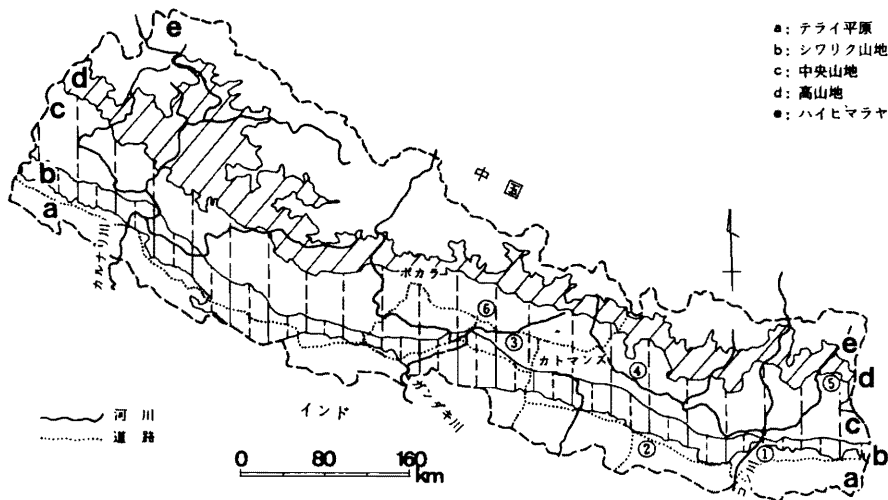 a: テライ平原
b: シワリク山地
c: 中央山地
d: 高山地
e: ハイヒマラヤ
e
d
c
b
a
中国
カルナリ川
ポカラ
⑥
③
カトマンズ
④
e
d
⑤
c
b
a
②
①
インド
ガンダキ川
河川
道路
0 80 160
km